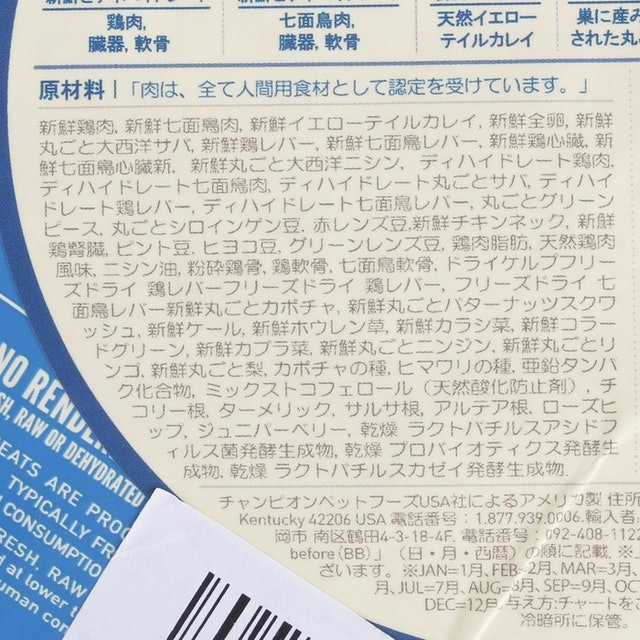 鶏肉,
臓器, 軟骨
七面鳥肉,
臓器, 軟骨
天然イエロー
テイルカレイ
巣に産み
された丸
原材料 | 「肉は、全て人間用食材として認定を受けています。」
新鮮鶏肉, 新鮮七面鳥肉, 新鮮イエローテイルカレイ, 新鮮全卵, 新鮮
丸ごと大西洋サバ, 新鮮鶏レバー, 新鮮七面鳥レバー, 新鮮鶏心臓, 新
鮮七面鳥心臓新, 新鮮丸ごと大西洋ニシン, ディハイドレート鶏肉,
ディハイドレート七面鳥肉, ディハイドレート丸ごとサバ, ディハイ
ドレート鶏レバー, ディハイドレート七面鳥レバー, 丸ごとグリーン
ピース, 丸ごとシロインゲン豆, 赤レンズ豆,新鮮チキンネック, 新鮮
鶏腎臓, ピント豆, ヒヨコ豆, グリーンレンズ豆, 鶏肉脂肪, 天然鶏肉
風味, ニシン油, 粉砕鶏骨, 鶏軟骨, 七面鳥軟骨, ドライケルプフリー
ズドライ 鶏レバーフリーズドライ 鶏レバー, フリーズドライ 七
面鳥レバー新鮮丸ごとカボチャ, 新鮮丸ごとバターナッツスクワ
ッシュ, 新鮮ケール, 新鮮ホウレン草, 新鮮カラシ菜, 新鮮コラー
ドグリーン, 新鮮カブラ菜, 新鮮丸ごとニンジン, 新鮮丸ごとリ
ンゴ, 新鮮丸ごと梨, カボチャの種, ヒマワリの種, 亜鉛タンパ
ク化合物, ミックストコフェロール（天然酸化防止剤）, チ
コリー根, ターメリック, サルサ根, アルテア根, ローズヒ
ップ, ジュニパーベリー, 乾燥 ラクトバチルスアシドフ
ィルス菌発酵生成物, 乾燥 プロバイオティクス発酵生
成物, 乾燥 ラクトバチルスカゼイ発酵生成物.
チャンピオンペットフーズUSA社によるアメリカ製 住所
Kentucky 42206 USA 電話番号：1.877.939.0006.輸入者
岡市 南区鶴田4-3-18-4F. 電話番号：092-408-1122
before（BB）」（日・月・西暦）の順に記載 ※
ざいます。※JAN=1月, FEB=2月, MAR=3月,
月, JUL=7月, AUG=8月, SEP=9月, OC
DEC=12月.与え方:チャートを
冷暗所に保管。
NO RENDE
SH, RAW OR DEHYDRATED
EATS ARE PRO
TYPICALLY FR
CONSUMPTIO
FRESH, RAW
d at lower t
uman con